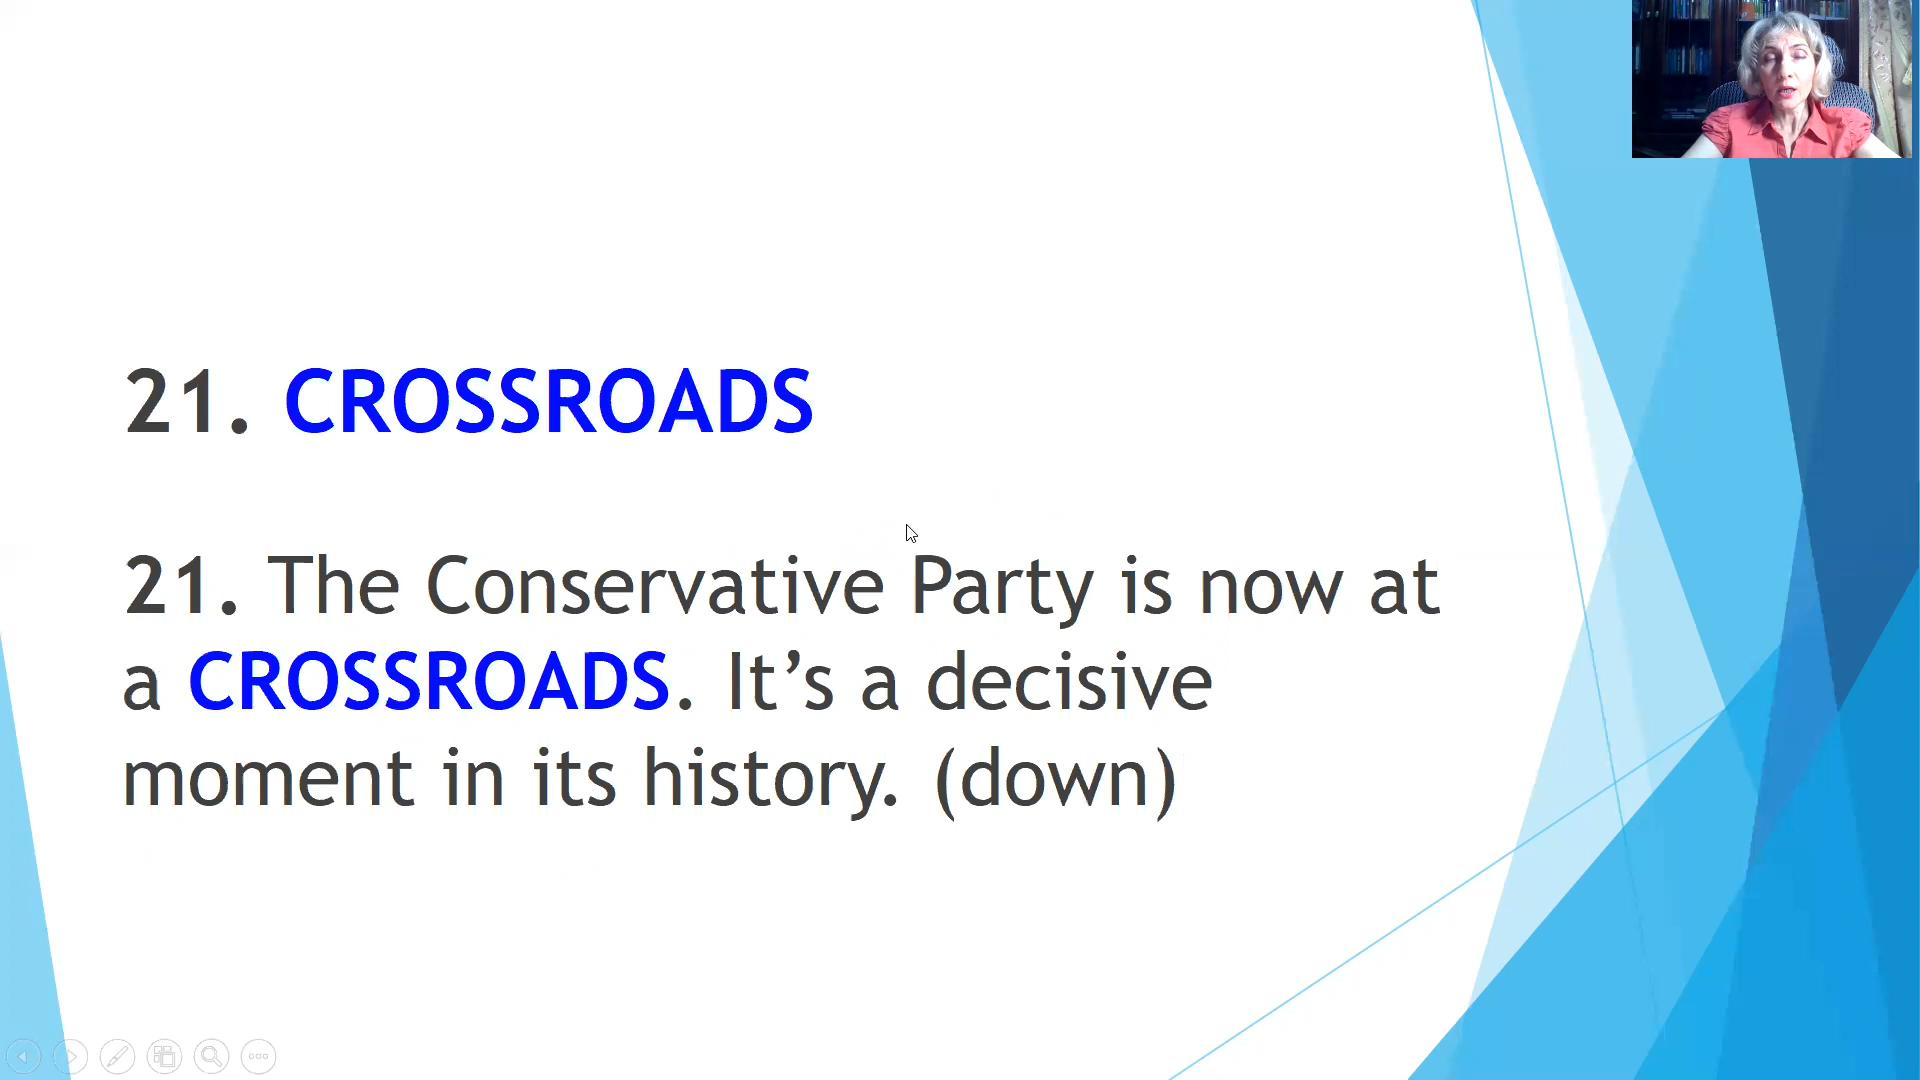 21. CROSSROADS
21. The Conservative Party is now at
a CROSSROADS. It’s a decisive
moment in its history. (down)